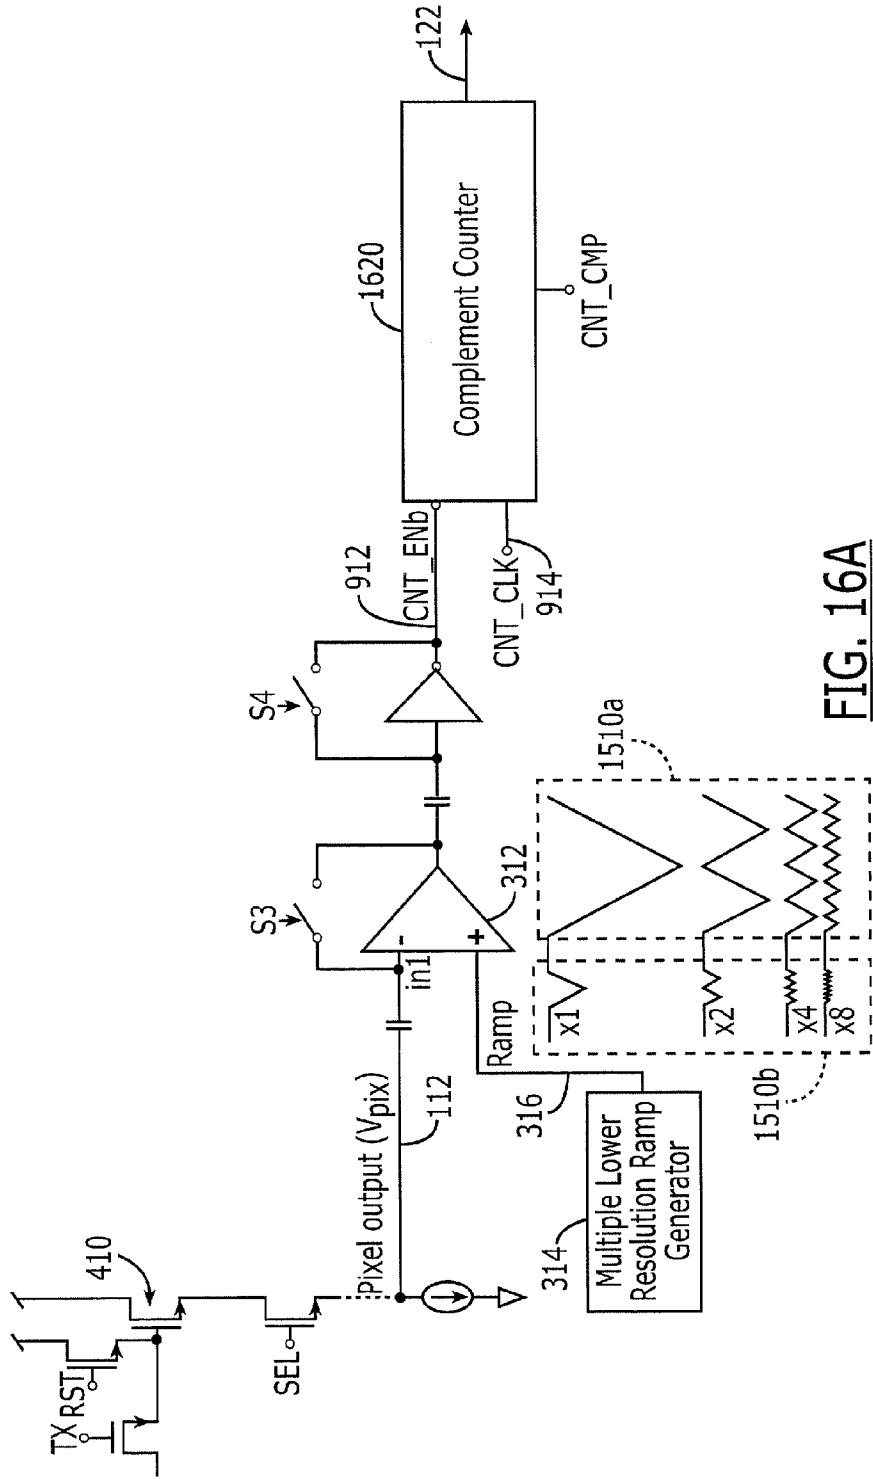 TX
RST
410
SEL
Pixel output (Vpix)
112
in1
-
+
312
S3
S4
912
CNT_ENb
CNT_CLK
914
1620
Complement Counter
CNT_CMP
122
Ramp
316
314
Multiple Lower
Resolution Ramp
Generator
x1
x2
x4
x8
1510a
1510b
FIG. 16A